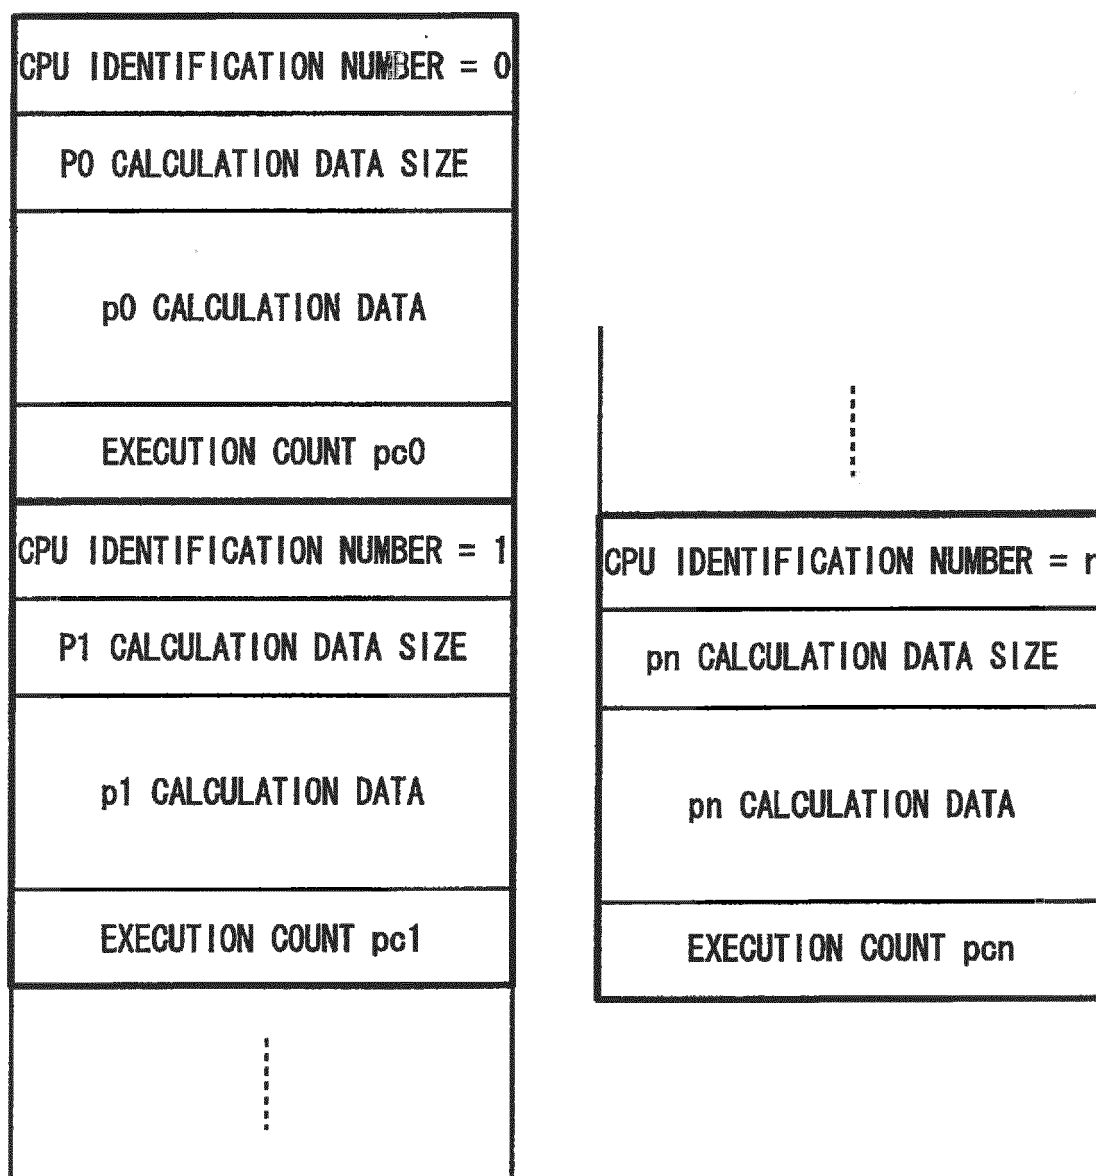 CPU IDENTIFICATION NUMBER = 0
P0 CALCULATION DATA SIZE
p0 CALCULATION DATA
EXECUTION COUNT pc0
CPU IDENTIFICATION NUMBER = 1
P1 CALCULATION DATA SIZE
p1 CALCULATION DATA
EXECUTION COUNT pc1
CPU IDENTIFICATION NUMBER = n
pn CALCULATION DATA SIZE
pn CALCULATION DATA
EXECUTION COUNT pcn